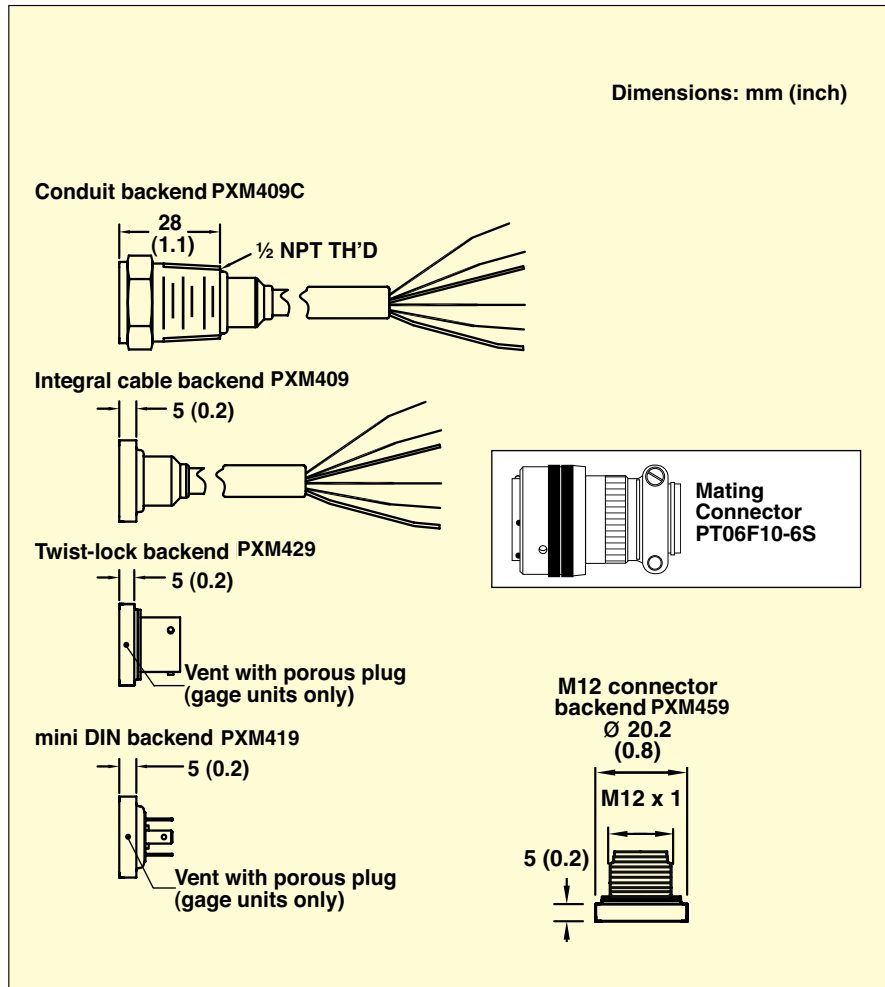 Dimensions: mm (inch)
Conduit backend PXM409C
28
(1.1)
½ NPT TH’D
Integral cable backend PXM409
5 (0.2)
Mating
Connector
PT06F10-6S
Twist-lock backend PXM429
5 (0.2)
Vent with porous plug
(gage units only)
M12 connector
backend PXM459
Ø 20.2
(0.8)
M12 x 1
5 (0.2)
mini DIN backend PXM419
5 (0.2)
Vent with porous plug
(gage units only)